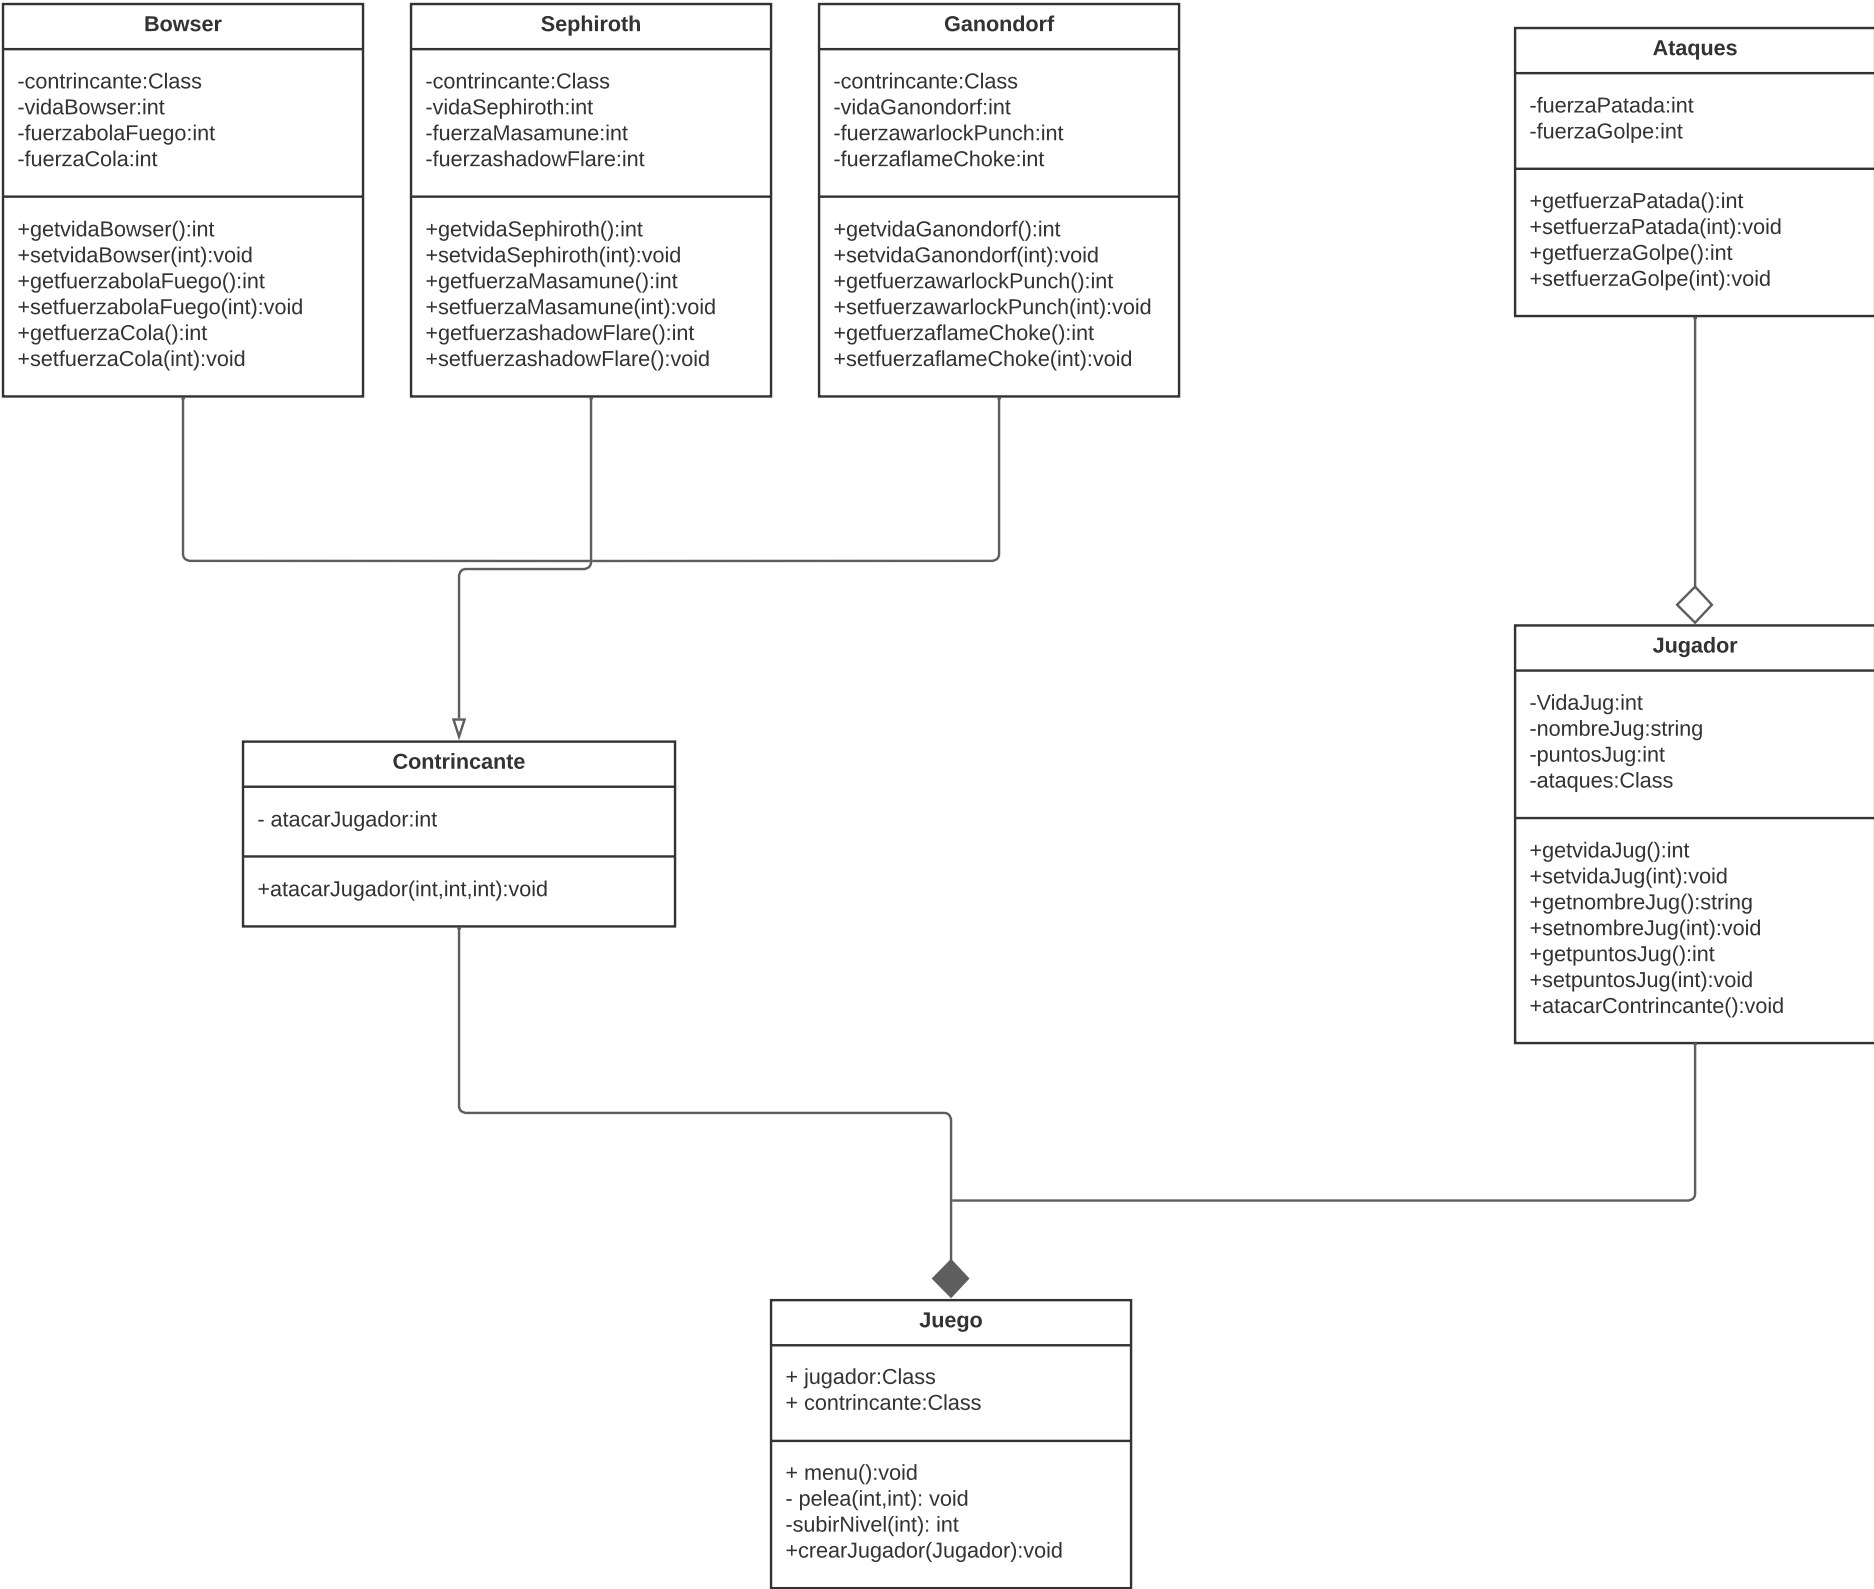 Bowser
-contrincante:Class
-vidaBowser:int
-fuerzabolaFuego:int
-fuerzaCola:int
+getvidaBowser():int
+setvidaBowser(int):void
+getfuerzabolaFuego():int
+setfuerzabolaFuego(int):void
+getfuerzaCola():int
+setfuerzaCola(int):void
Sephiroth
-contrincante:Class
-vidaSephiroth:int
-fuerzaMasamune:int
-fuerzashadowFlare:int
+getvidaSephiroth():int
+setvidaSephiroth(int):void
+getfuerzaMasamune():int
+setfuerzaMasamune(int):void
+getfuerzashadowFlare():int
+setfuerzashadowFlare():void
Ganondorf
-contrincante:Class
-vidaGanondorf:int
-fuerzawarlockPunch:int
-fuerzaflameChoke:int
+getvidaGanondorf():int
+setvidaGanondorf(int):void
+getfuerzawarlockPunch():int
+setfuerzawarlockPunch(int):void
+getfuerzaflameChoke():int
+setfuerzaflameChoke(int):void
Ataques
-fuerzaPatada:int
-fuerzaGolpe:int
+getfuerzaPatada():int
+setfuerzaPatada(int):void
+getfuerzaGolpe():int
+setfuerzaGolpe(int):void
Jugador
-VidaJug:int
-nombreJug:string
-puntosJug:int
-ataques:Class
+getvidaJug():int
+setvidaJug(int):void
+getnombreJug():string
+setnombreJug(int):void
+getpuntosJug():int
+setpuntosJug(int):void
+atacarContrincante():void
Contrincante
- atacarJugador:int
+atacarJugador(int,int,int):void
Juego
+ jugador:Class
+ contrincante:Class
+ menu():void
- pelea(int,int): void
-subirNivel(int): int
+crearJugador(Jugador):void